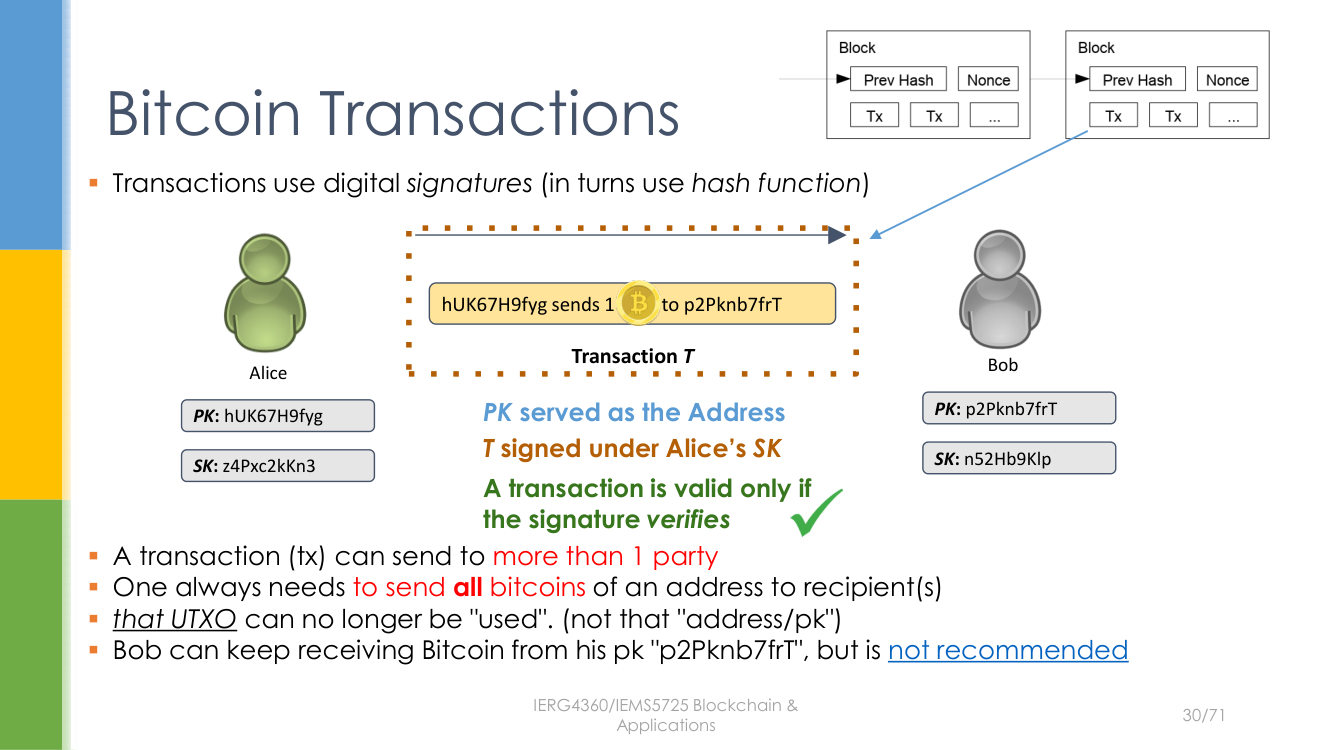 Block
Prev Hash
Nonce
Tx
Tx
...
Block
Prev Hash
Nonce
Tx
Tx
...
Bitcoin Transactions
Transactions use digital signatures (in turns use hash function)
hUK67H9fyg sends 1 ₿ to p2Pknb7frT
Transaction T
Alice
PK: hUK67H9fyg
SK: z4Pxc2kKn3
Bob
PK: p2Pknb7frT
SK: n52Hb9Klp
PK served as the Address
T signed under Alice's SK
A transaction is valid only if
the signature verifies
A transaction (tx) can send to more than 1 party
One always needs to send all bitcoins of an address to recipient(s)
that UTXO can no longer be "used". (not that "address/pk")
Bob can keep receiving Bitcoin from his pk "p2Pknb7frT", but is not recommended
IERG4360/IEMS5725 Blockchain &
Applications
30/71